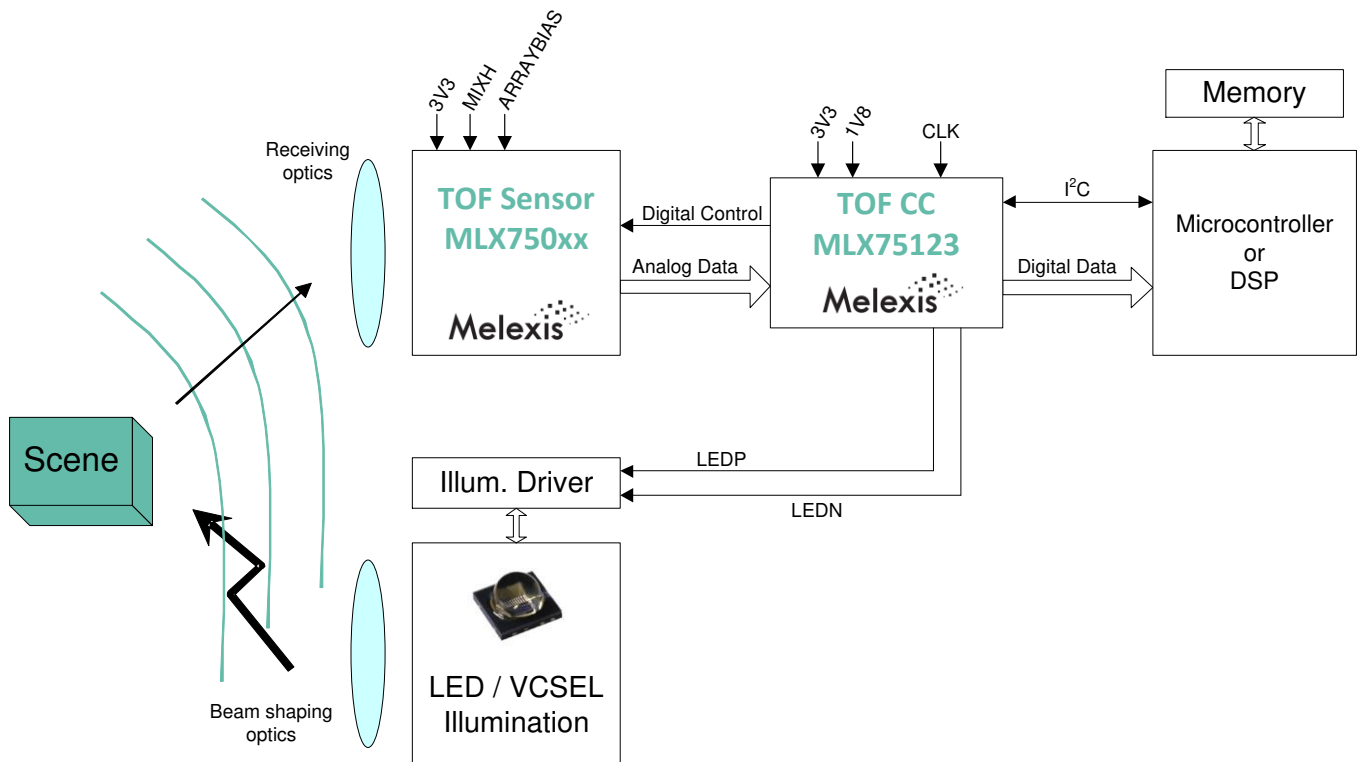 3V3
MIXH
ARRAYBIAS
Receiving
optics
TOF Sensor
MLX750xx
Melexis
Digital Control
Analog Data
3V3
1V8
CLK
TOF CC
MLX75123
Melexis
I²C
Digital Data
Memory
Microcontroller
or
DSP
Scene
Illum. Driver
LEDP
LEDN
LED / VCSEL
Illumination
Beam shaping
optics